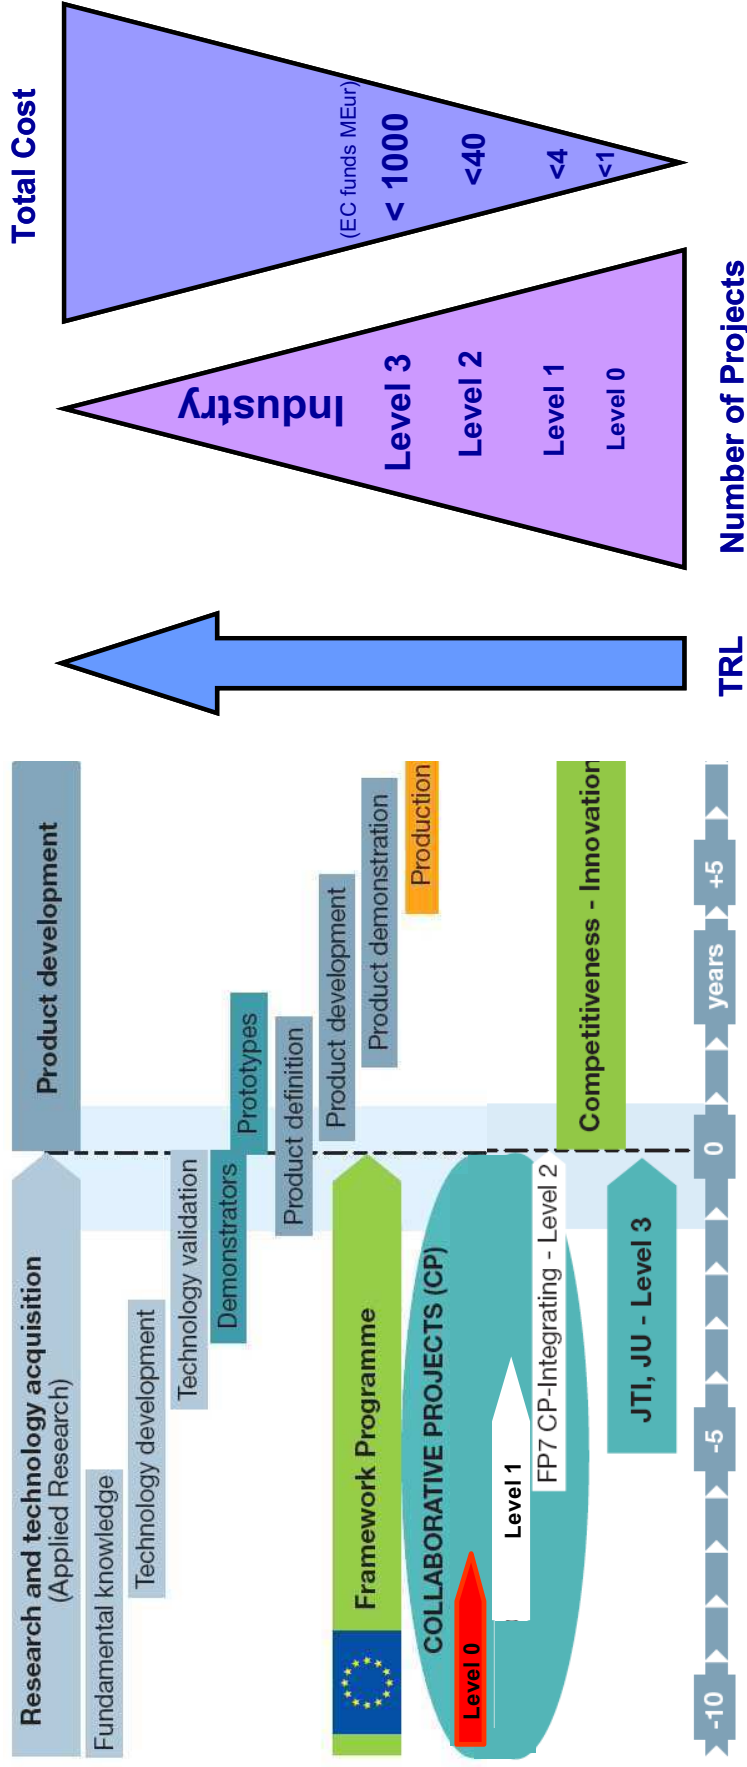 Research and technology acquisition
(Applied Research)
Product development
Fundamental knowledge
Technology development
Technology validation
Demonstrators
Prototypes
Product definition
Product development
Product demonstration
Production
Framework Programme
COLLABORATIVE PROJECTS (CP)
Level 0
Level 1
FP7 CP-Integrating - Level 2
Competitiveness - Innovation
JTI, JU - Level 3
-10
-5
0
years
+5
TRL
Number of Projects
Industry
Level 3
Level 2
Level 1
Level 0
Total Cost
(EC funds MEur)
< 1000
<40
<4
<1